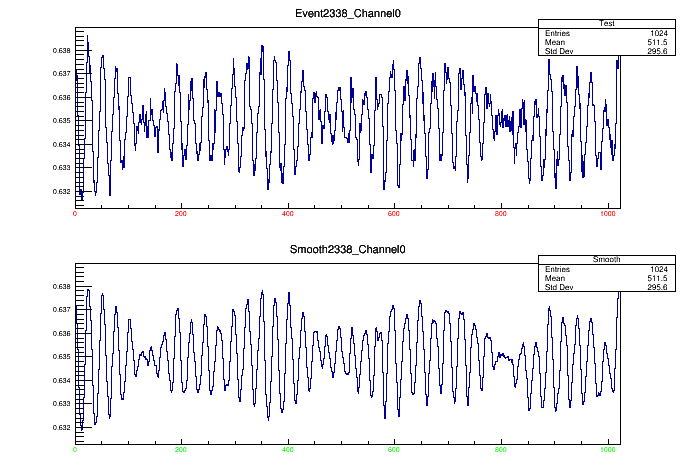 Event2338_Channel0
Test
Entries 1024
Mean 511.5
Std Dev 295.6
0.638
0.637
0.636
0.635
0.634
0.633
0.632
0 200 400 600 800 1000
Smooth2338_Channel0
Smooth
Entries 1024
Mean 511.5
Std Dev 295.6
0.638
0.637
0.636
0.635
0.634
0.633
0.632
0 200 400 600 800 1000